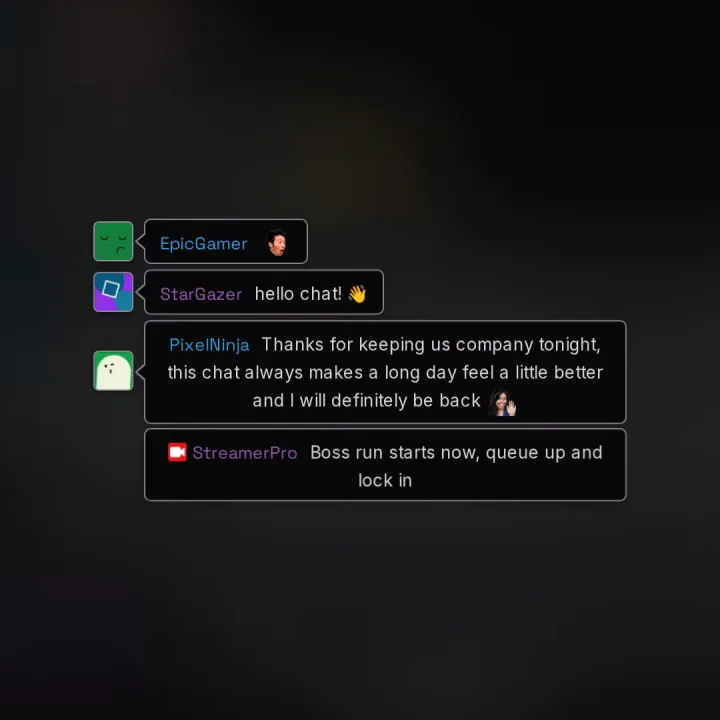 EpicGamer
StarGazer hello chat! 👋
PixelNinja Thanks for keeping us company tonight,
this chat always makes a long day feel a little better
and I will definitely be back
StreamerPro Boss run starts now, queue up and
lock in